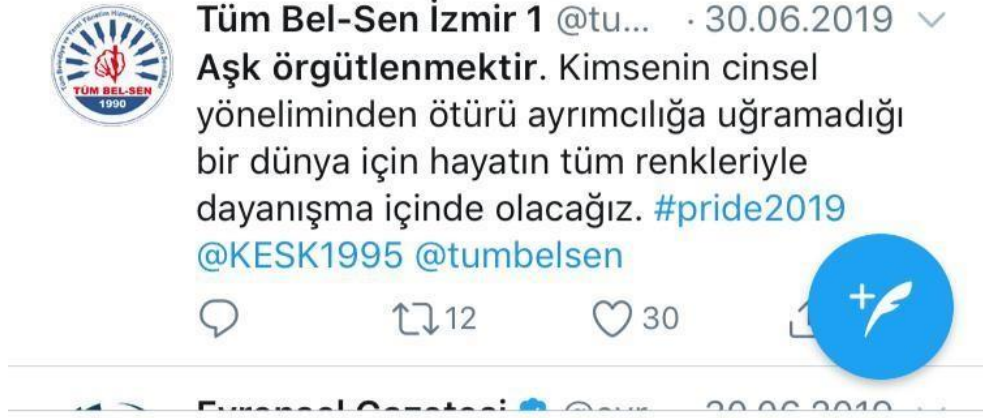 Tüm Bel-Sen İzmir 1 @tu... · 30.06.2019
Aşk örgütlenmektir. Kimsenin cinsel
yöneliminden ötürü ayrımcılığa uğramadığı
bir dünya için hayatın tüm renkleriyle
dayanışma içinde olacağız. #pride2019
@KESK1995 @tumbelsen
12 30
TÜM BEL-SEN
1990